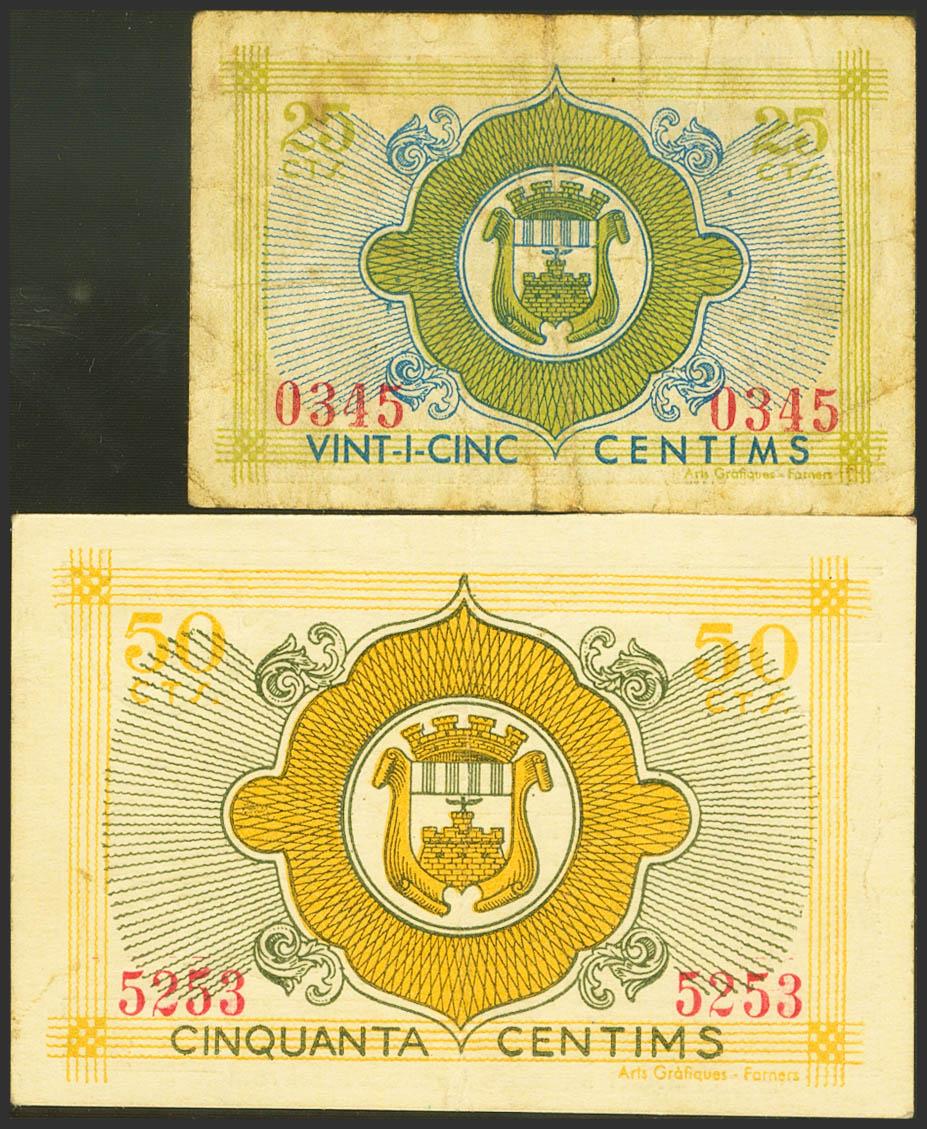 25 25
CTS. CTS.
0345 0345
VINT-I-CINC CENTIMS
Arts Gràfiques - Farners
50 50
CTS. CTS.
5253 5253
CINQUANTA CENTIMS
Arts Gràfiques - Farners